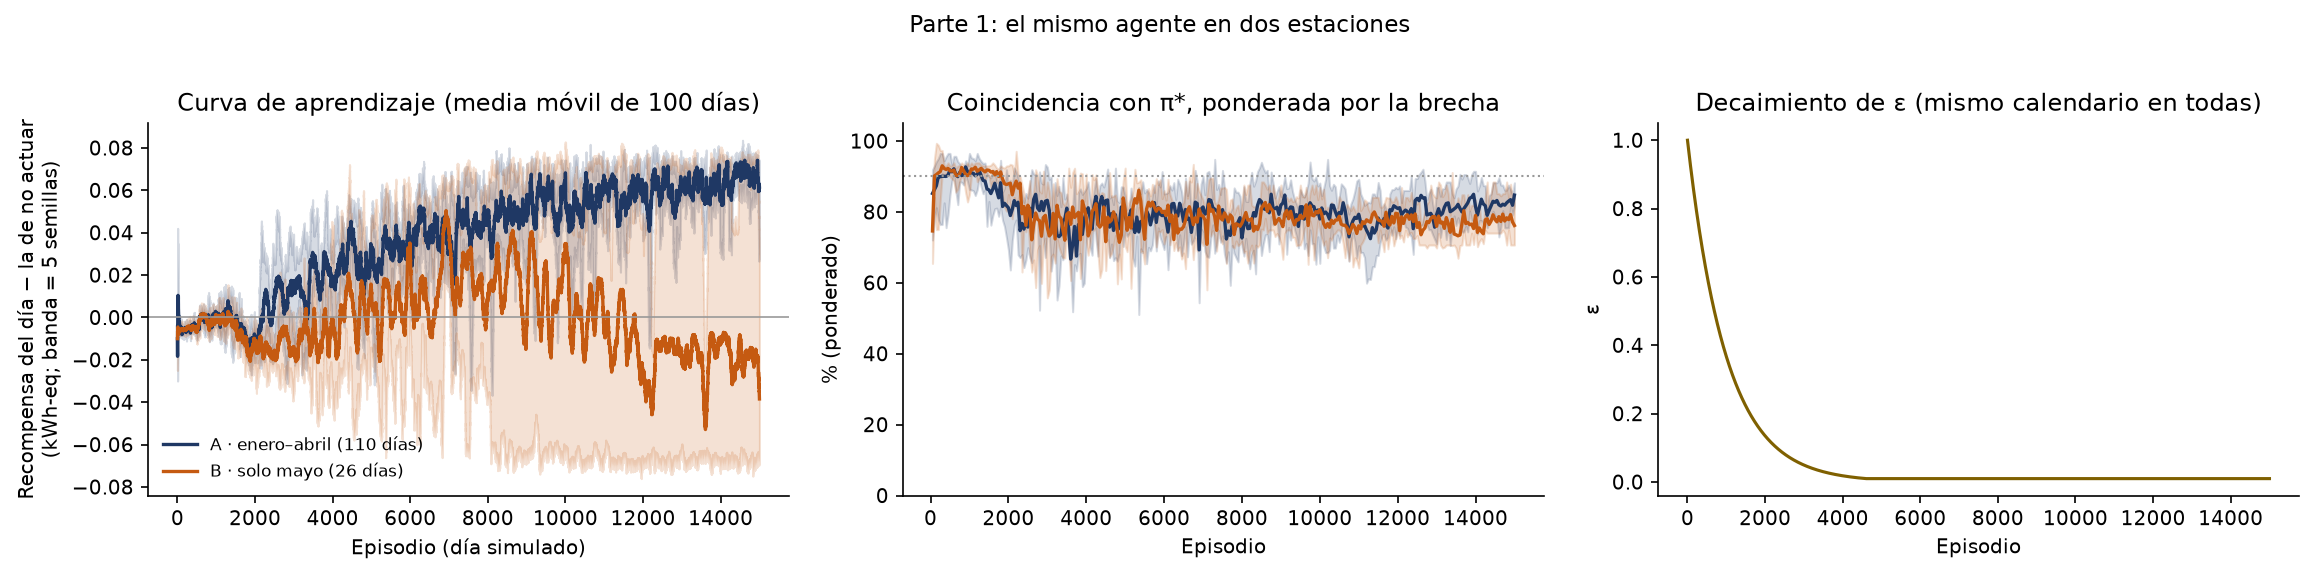 Parte 1: el mismo agente en dos estaciones
Curva de aprendizaje (media móvil de 100 días)
Recompensa del día − la de no actuar
(kWh-eq; banda = 5 semillas)
0.08
0.06
0.04
0.02
0.00
−0.02
−0.04
−0.06
−0.08
A · enero–abril (110 días)
B · solo mayo (26 días)
0 2000 4000 6000 8000 10000 12000 14000
Episodio (día simulado)
Coincidencia con π*, ponderada por la brecha
% (ponderado)
100
80
60
40
20
0
0 2000 4000 6000 8000 10000 12000 14000
Episodio
Decaimiento de ε (mismo calendario en todas)
ε
1.0
0.8
0.6
0.4
0.2
0.0
0 2000 4000 6000 8000 10000 12000 14000
Episodio